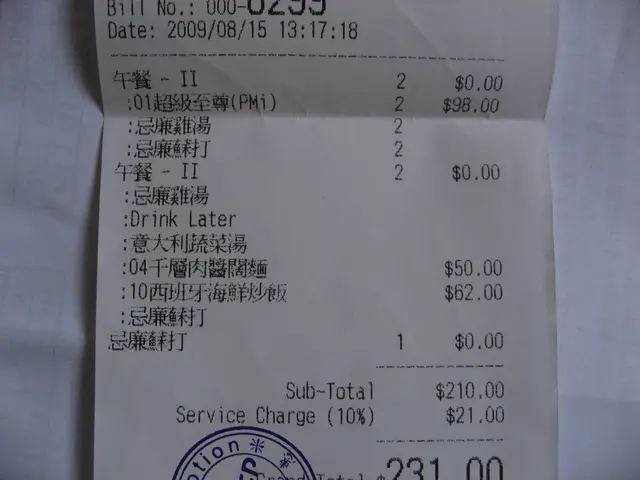 Bill No.: 000-0299
Date: 2009/08/15 13:17:18
午餐 - II 2 $0.00
:01超級至尊(PMi) 2 $98.00
:忌廉雞湯 2
:忌廉蘇打 2
午餐 - II 2 $0.00
:忌廉雞湯
:Drink Later
:意大利蔬菜湯
:04千層肉醬闊麵 $50.00
:10西班牙海鮮炒飯 $62.00
:忌廉蘇打
忌廉蘇打 1 $0.00
Sub-Total $210.00
Service Charge (10%) $21.00
Grand Total $231.00